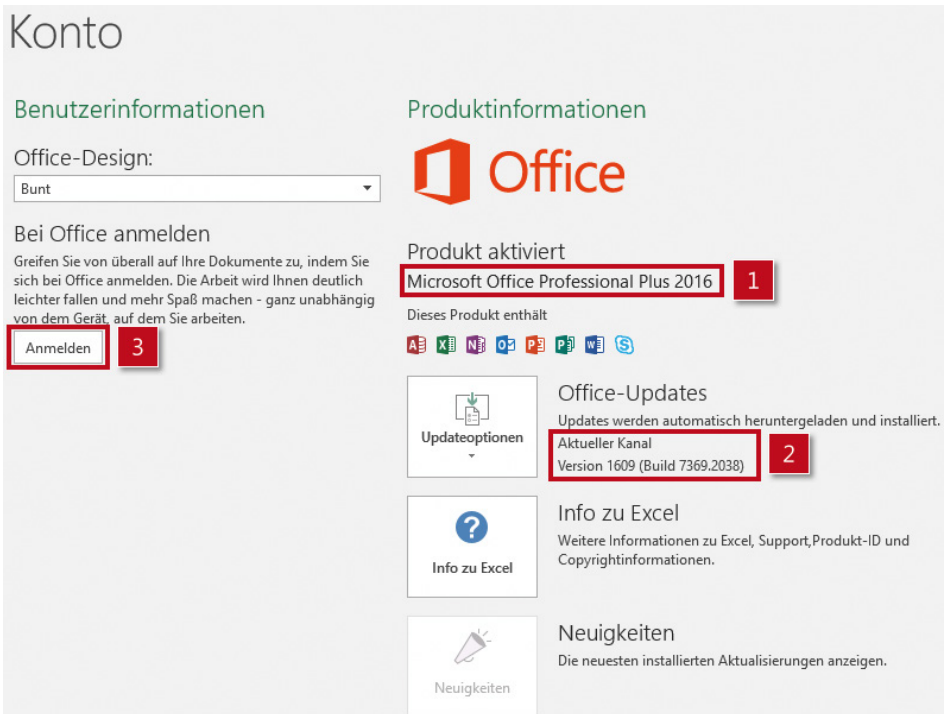 Konto
Benutzerinformationen
Office-Design:
Bunt
Bei Office anmelden
Greifen Sie von überall auf Ihre Dokumente zu, indem Sie
sich bei Office anmelden. Die Arbeit wird Ihnen deutlich
leichter fallen und mehr Spaß machen - ganz unabhängig
von dem Gerät, auf dem Sie arbeiten.
Anmelden
3
Produktinformationen
Office
Produkt aktiviert
Microsoft Office Professional Plus 2016
1
Dieses Produkt enthält
Updateoptionen
Office-Updates
Updates werden automatisch heruntergeladen und installiert.
Aktueller Kanal
Version 1609 (Build 7369.2038)
2
Info zu Excel
Info zu Excel
Weitere Informationen zu Excel, Support,Produkt-ID und
Copyrightinformationen.
Neuigkeiten
Neuigkeiten
Die neuesten installierten Aktualisierungen anzeigen.